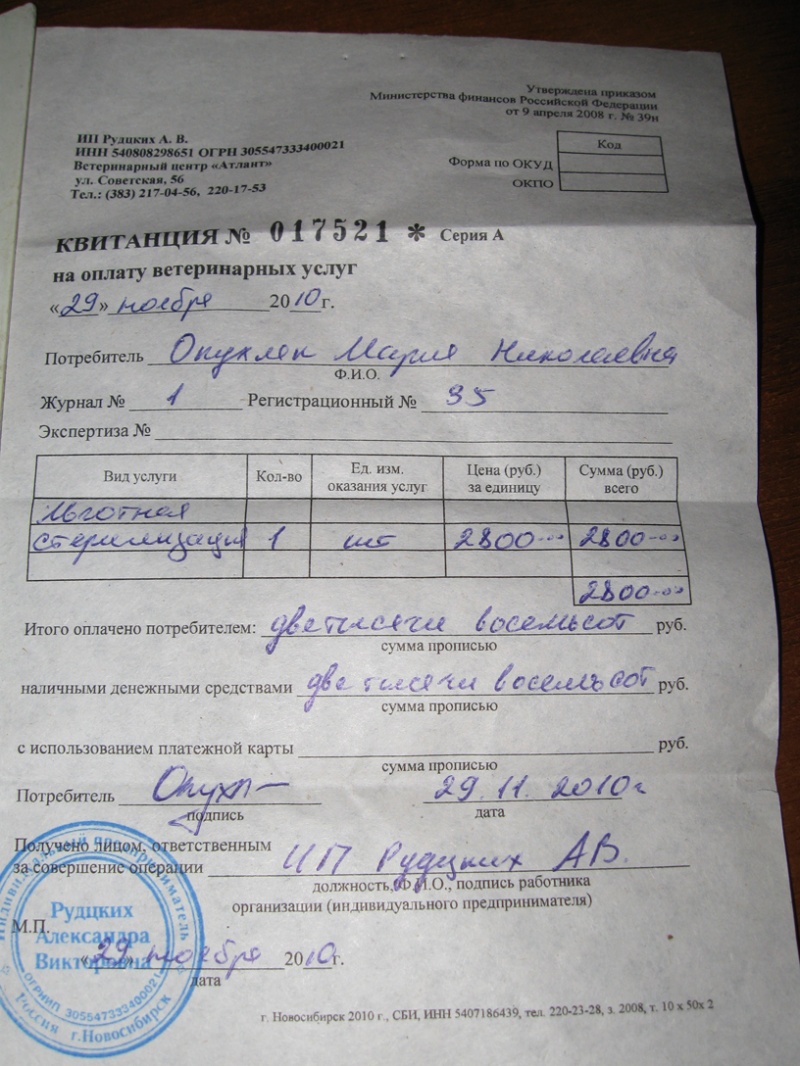 Утверждена приказом
Министерства финансов Российской Федерации
от 9 апреля 2008 г. № 39н
ИП Рудцких А. В.
ИНН 540808298651 ОГРН 305547333400021
Ветеринарный центр «Атлант»
ул. Советская, 56
Тел.: (383) 217-04-56, 220-17-53
Код
Форма по ОКУД
ОКПО
КВИТАНЦИЯ № 017521 * Серия А
на оплату ветеринарных услуг
«29» ноября 2010 г.
Потребитель Опухлек Мария Николаевна
Ф.И.О.
Журнал № 1 Регистрационный № 35
Экспертиза №
Вид услуги Кол-во Ед. изм. оказания услуг Цена (руб.) за единицу Сумма (руб.) всего
льготная
стерилизация 1 шт 2800-00 2800-00
2800-00
Итого оплачено потребителем: две тысячи восемьсот руб.
сумма прописью
наличными денежными средствами две тысячи восемьсот руб.
сумма прописью
с использованием платежной карты руб.
сумма прописью
Потребитель 29.11.2010г
подпись дата
Получено лицом, ответственным
за совершение операции ИП Рудцких АВ.
должность, Ф.И.О., подпись работника
организации (индивидуального предпринимателя)
М.П.
«29» ноября 2010г.
дата
Индивидуальный предприниматель
Рудцких
Александра
Викторовна
ОГРНИП 305547333400021
Россия г.Новосибирск
г. Новосибирск 2010 г., СБИ, ИНН 5407186439, тел. 220-23-28, з. 2008, т. 10 х 50х 2